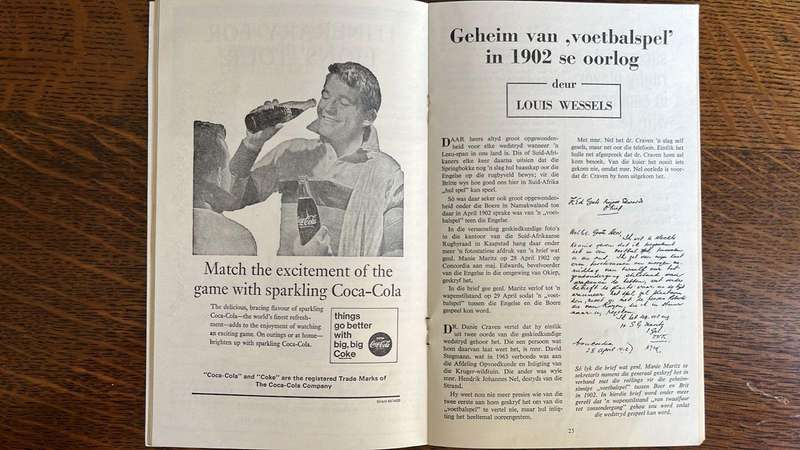 Match the excitement of the
game with sparkling Coca-Cola
The delicious, bracing flavour of sparkling
Coca-Cola—the world's finest refresh-
ment—adds to the enjoyment of watching
an exciting game. On outings or at home—
brighten up with sparkling Coca-Cola.
things
go better
with
big, big
Coke
Coca-Cola
"Coca-Cola" and "Coke" are the registered Trade Marks of
The Coca-Cola Company
Geheim van ‚voetbalspel'
in 1902 se oorlog
deur
LOUIS WESSELS
DAAR heers altyd groot opgewonden-
heid voor elke wedstryd wanneer 'n
Leeu-span in ons land is. Dis of Suid-Afri-
kaners elke keer daarna uitsien dat die
Springbokke nog 'n slag hul baasskap oor die
Engelse op die rugbyveld bewys; vir die
Britte wys hoe goed ons hier in Suid-Afrika
„hul spel" kan speel.
Só was daar seker ook groot opgewonden-
heid onder die Boere in Namakwaland toe
daar in April 1902 sprake was van 'n „voet-
balspel" teen die Engelse.
In die versameling geskiedkundige foto's
in die kantoor van die Suid-Afrikaanse
Rugbyraad in Kaapstad hang daar onder
meer 'n fotostatiese afdruk van 'n brief wat
genl. Manie Maritz op 28 April 1902 op
Concordia aan maj. Edwards, bevelvoerder
van die Engelse in die omgewing van Okiep,
geskryf het.
In die brief gee genl. Maritz verlof tot 'n
wapenstilstand op 29 April sodat 'n „voet-
balspel" tussen die Engelse en die Boere
gespeel kan word.
DR. Danie Craven vertel dat hy eintlik
uit twee oorde van die geskiedkundige
wedstryd gehoor het. Die een persoon wat
hom daarvan laat weet het, is mnr. David
Stegmann, wat in 1965 verbonde was aan
die Afdeling Opvoedkunde en Inligting van
die Kruger-wildtuin. Die ander was wyle
mnr. Hendrik Johannes Nel, destyds van die
Strand.
Hy weet nou nie meer presies wie van die
twee eerste aan hom geskryf het om van die
„voetbalspel" te vertel nie, maar hul inlig-
ting het heeltemal ooreengestem.
Met mnr. Nel het dr. Craven 'n slag self
gesels, maar net oor die telefoon. Eintlik het
hulle net afgespreek dat dr. Craven hom sal
kom besoek. Van die kuier het nooit iets
gekom nie, omdat mnr. Nel oorlede is voor-
dat dr. Craven by hom uitgekom het.
Só lyk die brief wat genl. Manie Maritz se
sekretaris namens die generaal geskryf het in
verband met die reëlings vir die geheim-
sinnige „voetbalspel" tussen Boer en Brit
in 1902. In hierdie brief word onder meer
gereël dat 'n wapenstilstand „van twaalfuur
tot sonsondergang" gehou sou word omdat
die wedstryd gespeel kan word.
25